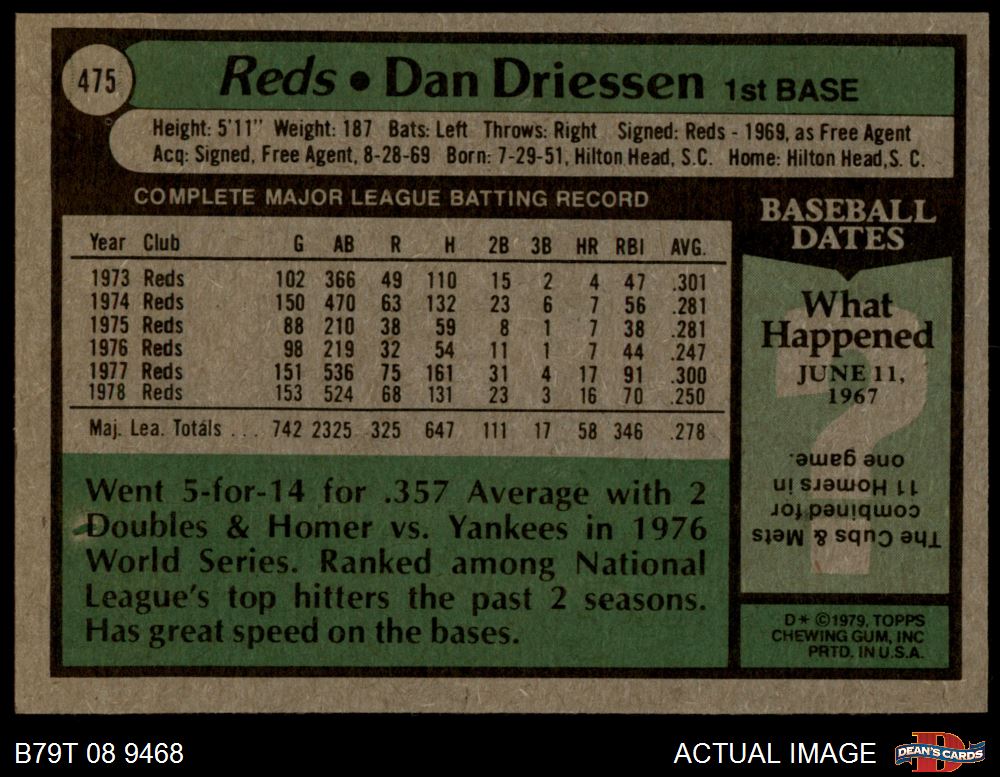 475
Reds • Dan Driessen 1st BASE
Height: 5'11" Weight: 187 Bats: Left Throws: Right Signed: Reds - 1969, as Free Agent
Acq: Signed, Free Agent, 8-28-69 Born: 7-29-51, Hilton Head, S.C. Home: Hilton Head, S. C.
COMPLETE MAJOR LEAGUE BATTING RECORD
Year Club G AB R H 2B 3B HR RBI AVG.
1973 Reds 102 366 49 110 15 2 4 47 .301
1974 Reds 150 470 63 132 23 6 7 56 .281
1975 Reds 88 210 38 59 8 1 7 38 .281
1976 Reds 98 219 32 54 11 1 7 44 .247
1977 Reds 151 536 75 161 31 4 17 91 .300
1978 Reds 153 524 68 131 23 3 16 70 .250
Maj. Lea. Totals . . . 742 2325 325 647 111 17 58 346 .278
Went 5-for-14 for .357 Average with 2
Doubles & Homer vs. Yankees in 1976
World Series. Ranked among National
League's top hitters the past 2 seasons.
Has great speed on the bases.
BASEBALL
DATES
What
Happened
JUNE 11,
1967
?
The Cubs & Mets
combined for
11 Homers in
one game.
D* ©1979, TOPPS
CHEWING GUM, INC
PRTD. IN U.S.A.
B79T 08 9468
ACTUAL IMAGE
D
DEAN'S CARDS